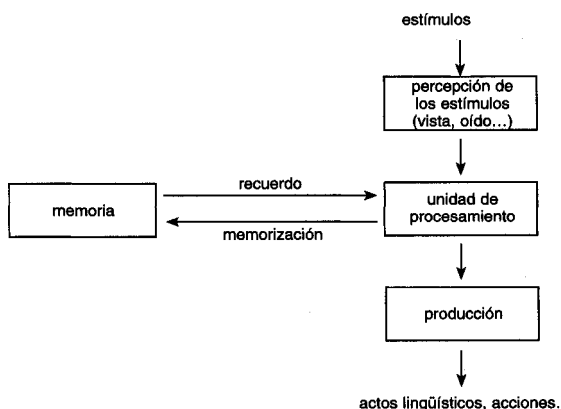 estímulos
percepción de
los estímulos
(vista, oído...)
recuerdo
memoria
unidad de
procesamiento
memorización
producción
actos lingüísticos, acciones.